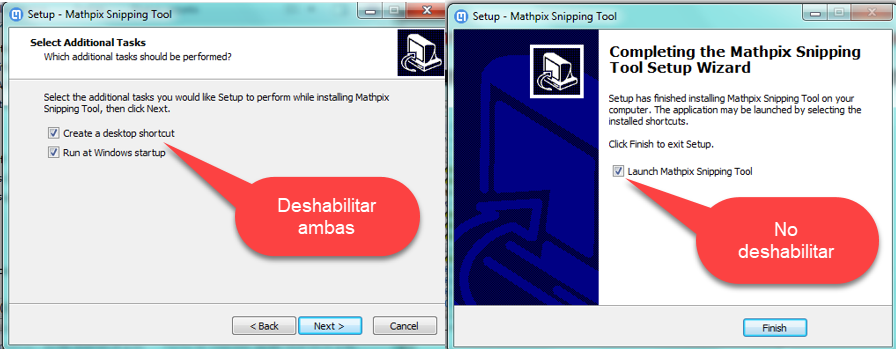 Setup - Mathpix Snipping Tool
Select Additional Tasks
Which additional tasks should be performed?
Select the additional tasks you would like Setup to perform while installing Mathpix
Snipping Tool, then click Next.
Create a desktop shortcut
Run at Windows startup
Deshabilitar
ambas
< Back
Next >
Cancel
Setup - Mathpix Snipping Tool
Completing the Mathpix Snipping
Tool Setup Wizard
Setup has finished installing Mathpix Snipping Tool on your
computer. The application may be launched by selecting the
installed shortcuts.
Click Finish to exit Setup.
Launch Mathpix Snipping Tool
No
deshabilitar
Finish